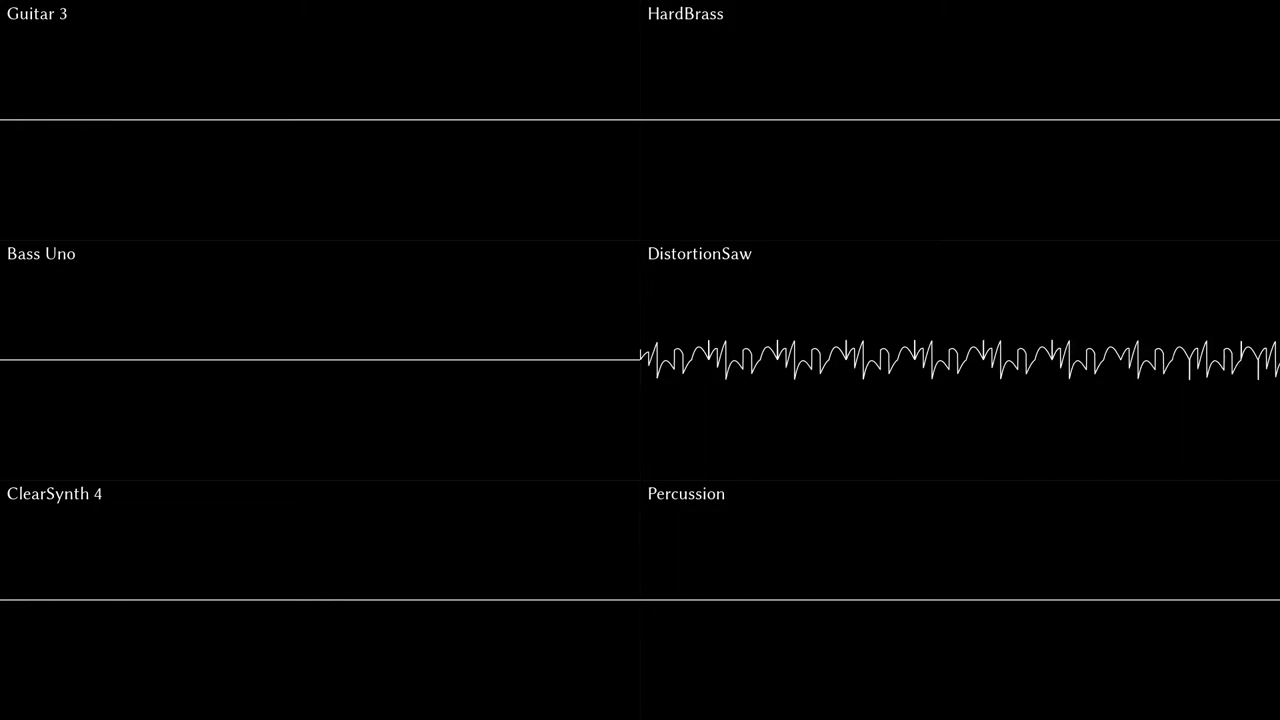 Guitar 3
HardBrass
Bass Uno
DistortionSaw
ClearSynth 4
Percussion